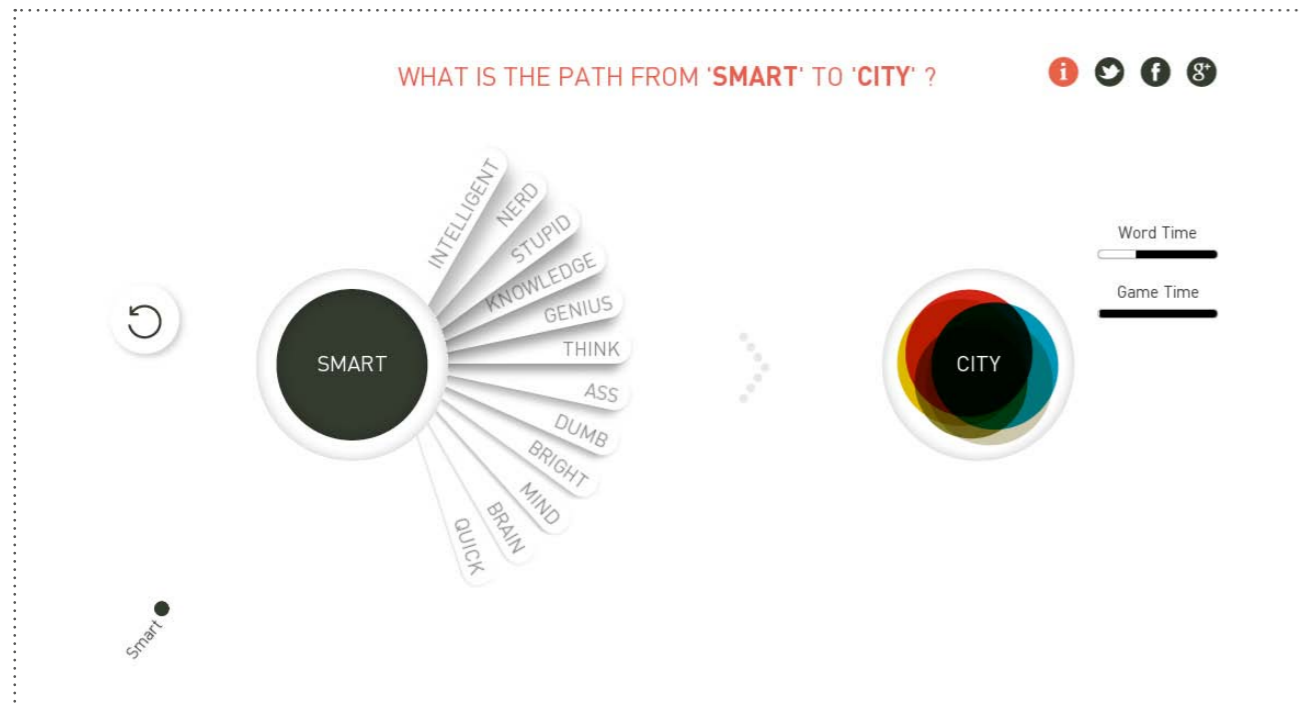 WHAT IS THE PATH FROM 'SMART' TO 'CITY' ?
i
f
g+
INTELLIGENT
NERD
STUPID
KNOWLEDGE
GENIUS
THINK
ASS
DUMB
BRIGHT
MIND
BRAIN
QUICK
SMART
CITY
Word Time
Game Time
Smart